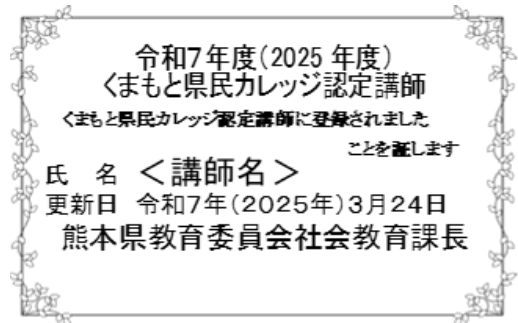 令和7年度(2025 年度)
くまもと県民カレッジ認定講師
くまもと県民カレッジ認定講師に登録されました
ことを証します
氏　名　＜講師名＞
更新日　令和7年(2025年)3月24日
熊本県教育委員会社会教育課長